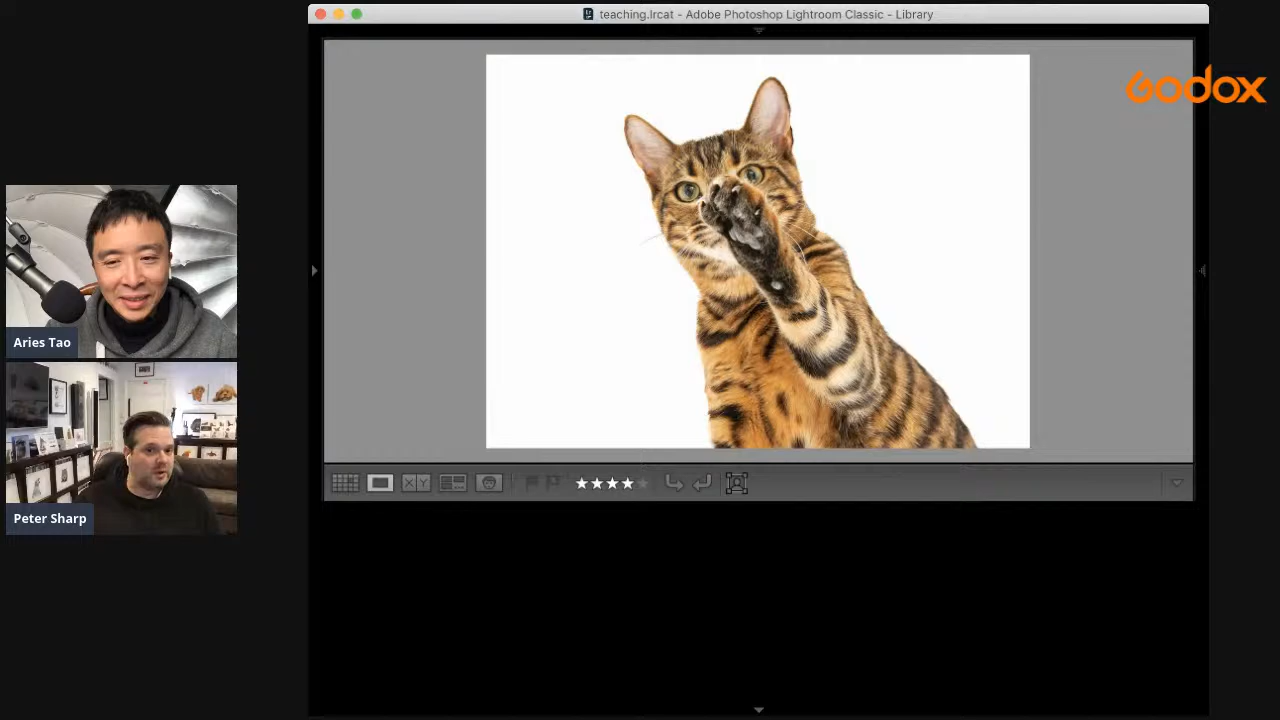 teaching.lrcat - Adobe Photoshop Lightroom Classic - Library
Godox
Aries Tao
Peter Sharp
X Y